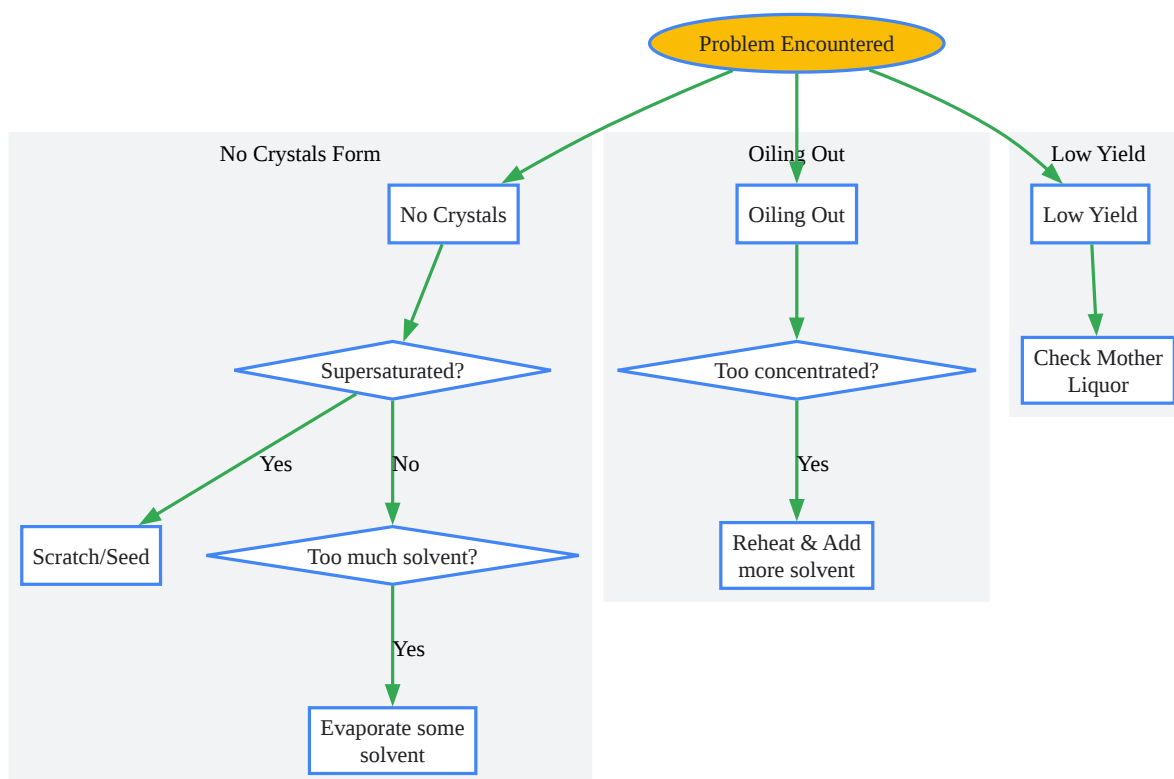 Problem Encountered
No Crystals Form
No Crystals
Supersaturated?
Yes
No
Scratch/Seed
Too much solvent?
Yes
Evaporate some
solvent
Oiling Out
Oiling Out
Too concentrated?
Yes
Reheat & Add
more solvent
Low Yield
Low Yield
Check Mother
Liquor